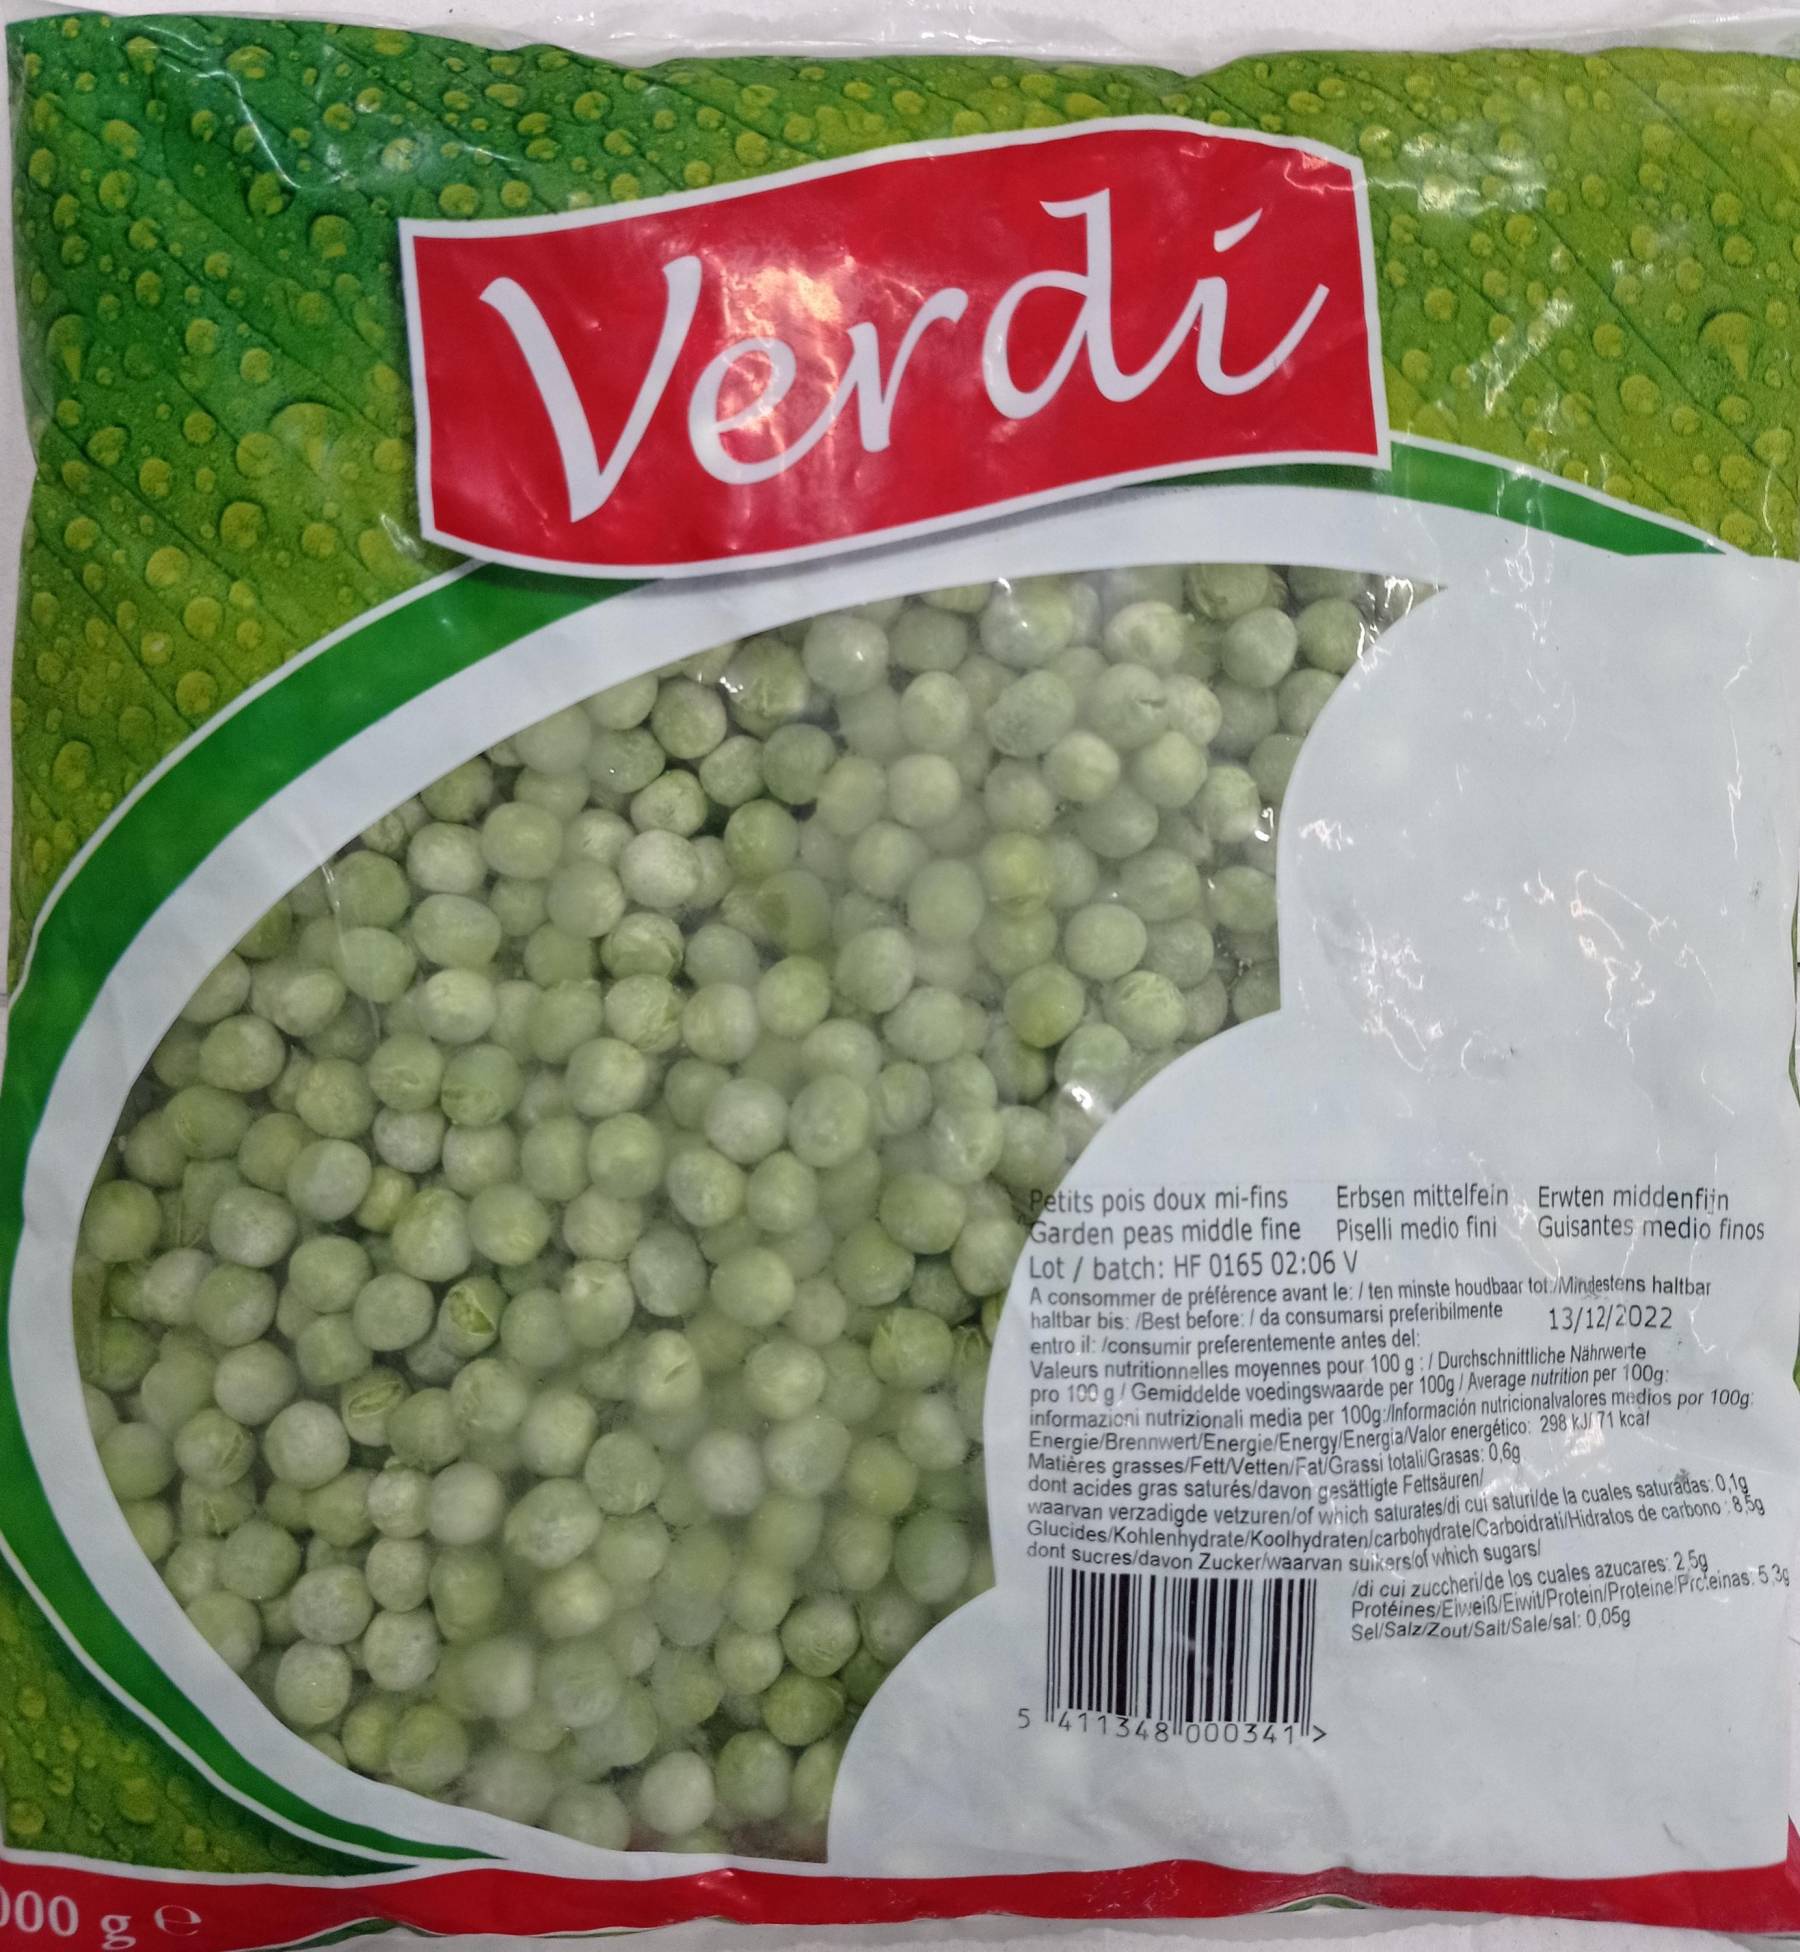 Verdi
Petits pois doux mi-fins Erbsen mittelfein Erwten middenfijn
Garden peas middle fine Piselli medio fini Guisantes medio finos
Lot / batch: HF 0165 02:06 V
A consommer de préférence avant le: / ten minste houdbaar tot:/Mindestens haltbar
haltbar bis: /Best before: / da consumarsi preferibilmente 13/12/2022
entro il: /consumir preferentemente antes del:
Valeurs nutritionnelles moyennes pour 100 g : / Durchschnittliche Nährwerte
pro 100 g / Gemiddelde voedingswaarde per 100g / Average nutrition per 100g:
informazioni nutrizionali media per 100g:/Información nutricionalvalores medios por 100g:
Energie/Brennwert/Energie/Energy/Energia/Valor energético: 298 kJ/ 71 kcal
Matières grasses/Fett/Vetten/Fat/Grassi totali/Grasas: 0,6g
dont acides gras saturés/davon gesättigte Fettsäuren/
waarvan verzadigde vetzuren/of which saturates/di cui saturi/de la cuales saturadas: 0,1g
Glucides/Kohlenhydrate/Koolhydraten/carbohydrate/Carboidrati/Hidratos de carbono : 8,5g
dont sucres/davon Zucker/waarvan suikers/of which sugars/
/di cui zuccheri/de los cuales azucares: 2,5g
Protéines/Eiweiß/Eiwit/Protein/Proteine/Proteinas: 5,3g
Sel/Salz/Zout/Salt/Sale/sal: 0,05g
5 411348 000341 >
000 g e